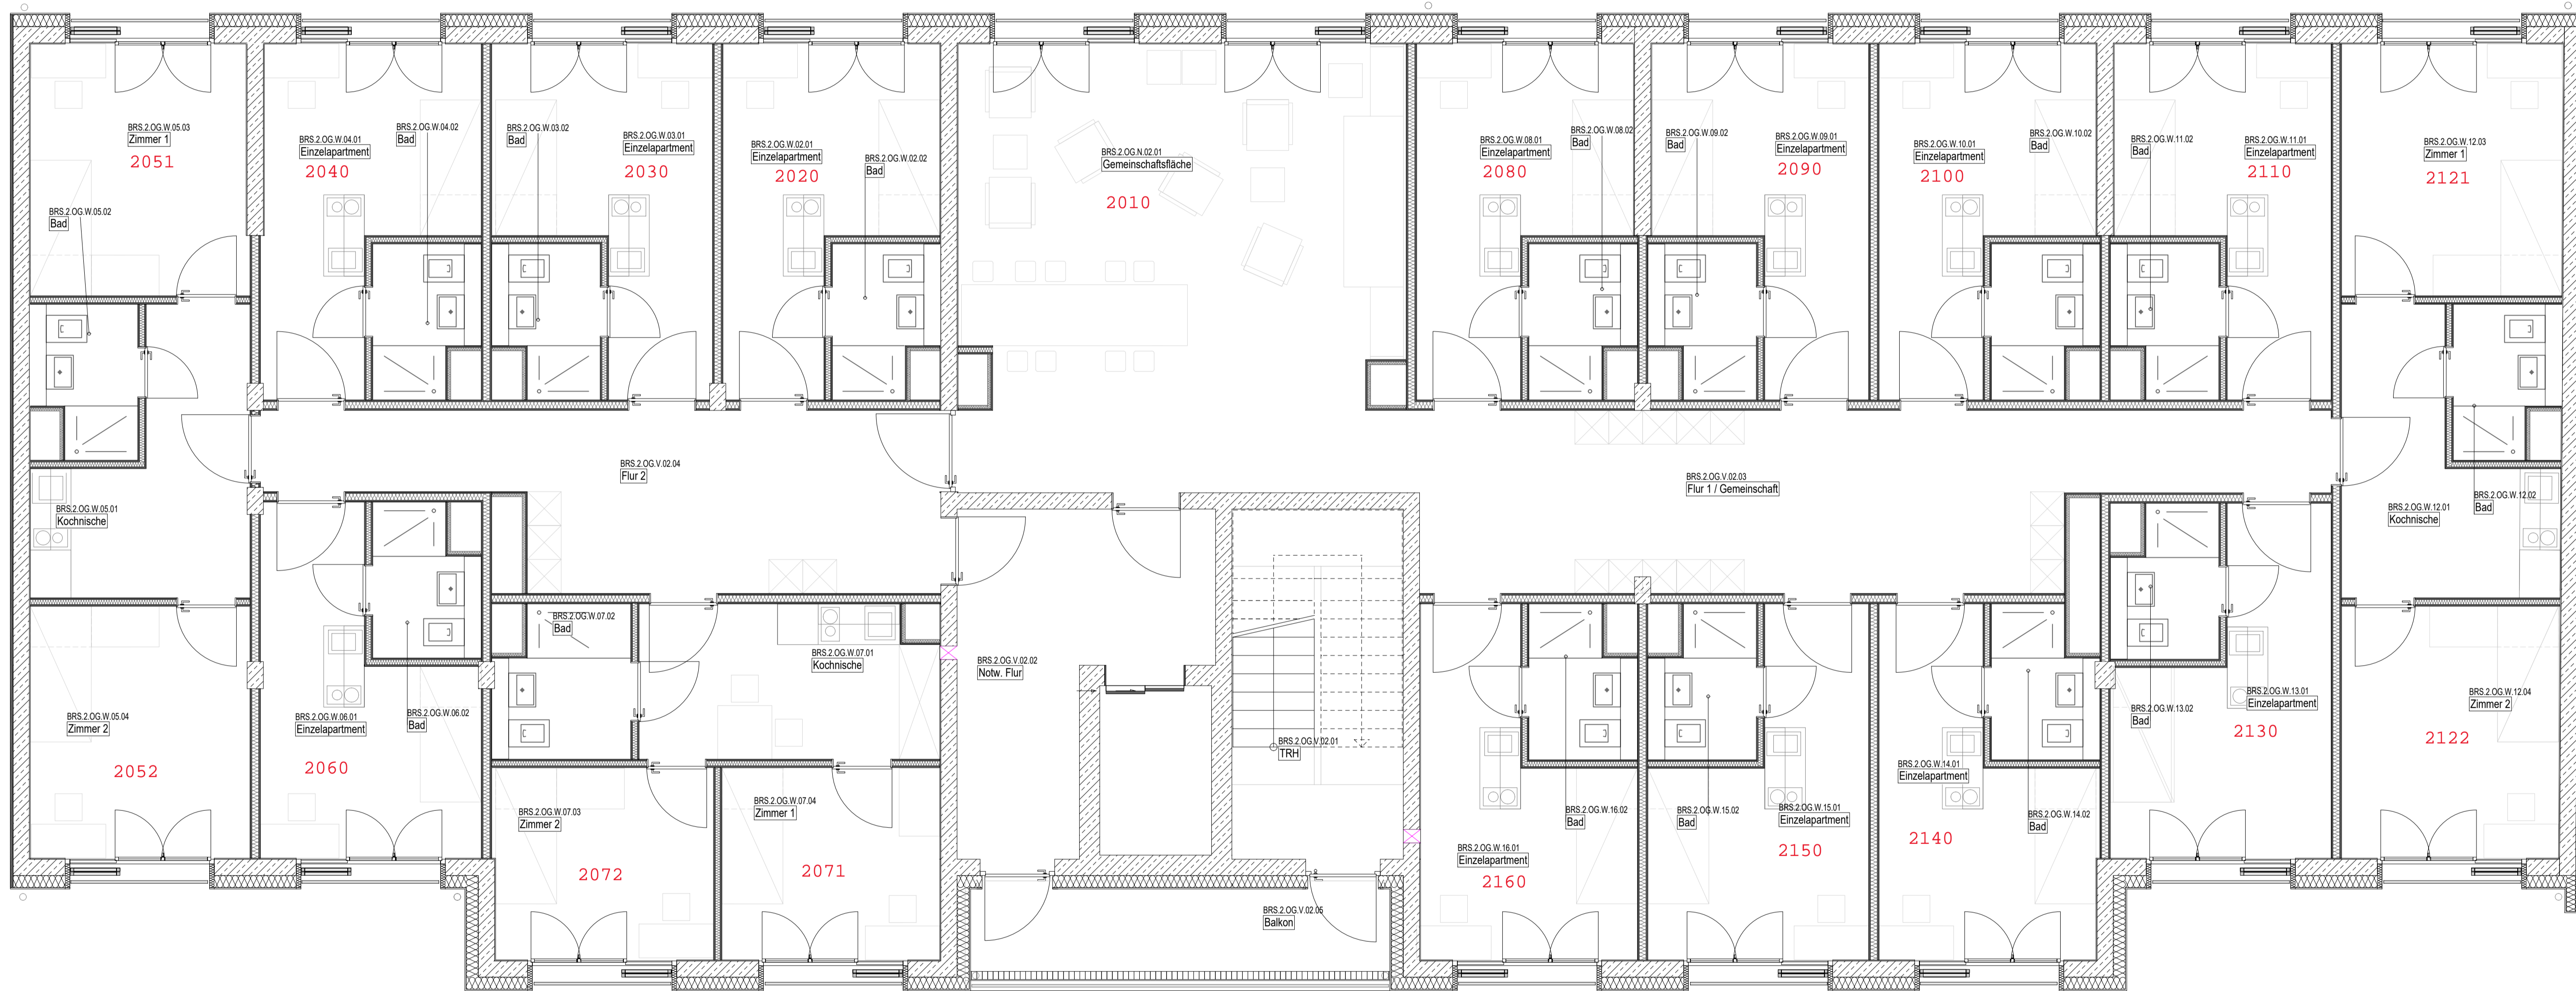 BRS.2.OG.W.05.03
Zimmer 1
2051
BRS.2.OG.W.05.02
Bad
BRS.2.OG.W.04.01
Einzelapartment
2040
BRS.2.OG.W.04.02
Bad
BRS.2.OG.W.03.02
Bad
BRS.2.OG.W.03.01
Einzelapartment
2030
BRS.2.OG.W.02.01
Einzelapartment
2020
BRS.2.OG.W.02.02
Bad
BRS.2.OG.N.02.01
Gemeinschaftsfläche
2010
BRS.2.OG.W.08.01
Einzelapartment
2080
BRS.2.OG.W.08.02
Bad
BRS.2.OG.W.09.02
Bad
BRS.2.OG.W.09.01
Einzelapartment
2090
BRS.2.OG.W.10.01
Einzelapartment
2100
BRS.2.OG.W.10.02
Bad
BRS.2.OG.W.11.02
Bad
BRS.2.OG.W.11.01
Einzelapartment
2110
BRS.2.OG.W.12.03
Zimmer 1
2121
BRS.2.OG.V.02.04
Flur 2
BRS.2.OG.V.02.03
Flur 1 / Gemeinschaft
BRS.2.OG.W.05.01
Kochnische
BRS.2.OG.W.12.01
Kochnische
BRS.2.OG.W.12.02
Bad
BRS.2.OG.W.05.04
Zimmer 2
2052
BRS.2.OG.W.06.01
Einzelapartment
2060
BRS.2.OG.W.06.02
Bad
BRS.2.OG.W.07.02
Bad
BRS.2.OG.W.07.01
Kochnische
BRS.2.OG.W.07.03
Zimmer 2
2072
BRS.2.OG.W.07.04
Zimmer 1
2071
BRS.2.OG.V.02.02
Notw. Flur
BRS.2.OG.V.02.01
TRH
BRS.2.OG.V.02.05
Balkon
BRS.2.OG.W.16.01
Einzelapartment
2160
BRS.2.OG.W.16.02
Bad
BRS.2.OG.W.15.02
Bad
BRS.2.OG.W.15.01
Einzelapartment
2150
BRS.2.OG.W.14.01
Einzelapartment
2140
BRS.2.OG.W.14.02
Bad
BRS.2.OG.W.13.02
Bad
BRS.2.OG.W.13.01
Einzelapartment
2130
BRS.2.OG.W.12.04
Zimmer 2
2122